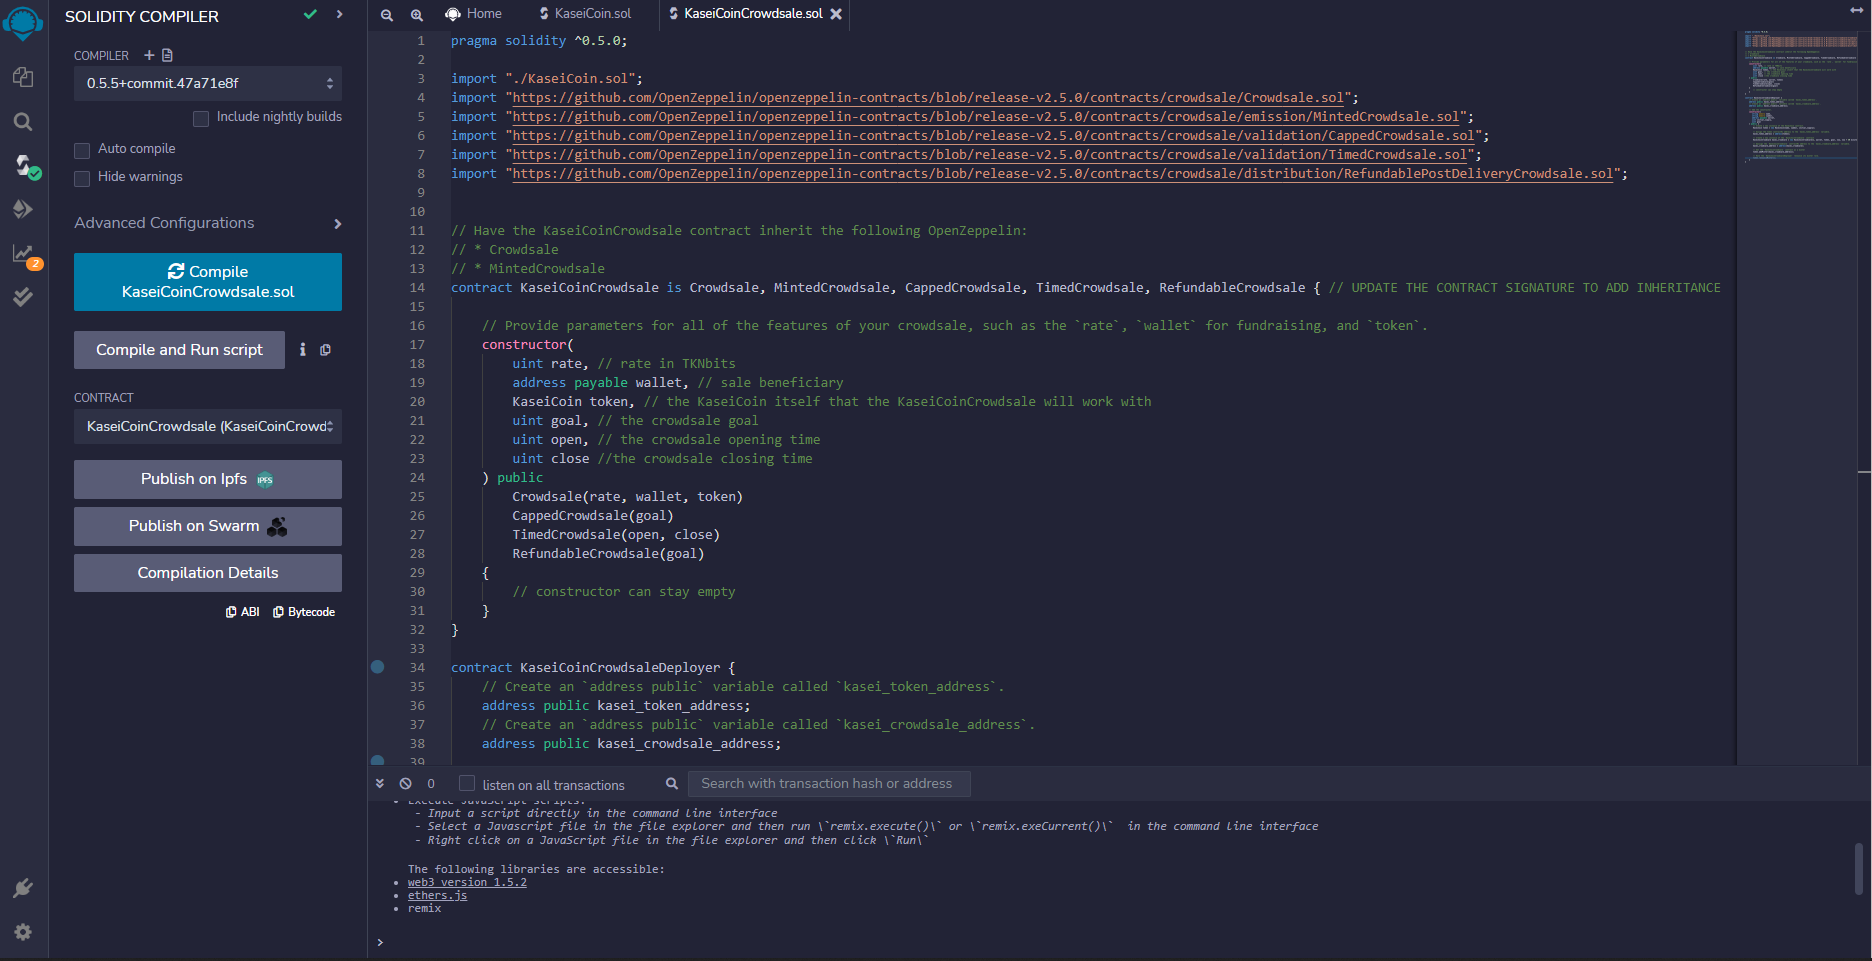 SOLIDITY COMPILER
COMPILER
0.5.5+commit.47a71e8f
Include nightly builds
Auto compile
Hide warnings
Advanced Configurations
Compile
KaseiCoinCrowdsale.sol
Compile and Run script
CONTRACT
KaseiCoinCrowdsale (KaseiCoinCrowd
Publish on Ipfs IPFS
Publish on Swarm
Compilation Details
ABI Bytecode
2
Home KaseiCoin.sol KaseiCoinCrowdsale.sol
1 pragma solidity ^0.5.0;
2
3 import "./KaseiCoin.sol";
4 import "https://github.com/OpenZeppelin/openzeppelin-contracts/blob/release-v2.5.0/contracts/crowdsale/Crowdsale.sol";
5 import "https://github.com/OpenZeppelin/openzeppelin-contracts/blob/release-v2.5.0/contracts/crowdsale/emission/MintedCrowdsale.sol";
6 import "https://github.com/OpenZeppelin/openzeppelin-contracts/blob/release-v2.5.0/contracts/crowdsale/validation/CappedCrowdsale.sol";
7 import "https://github.com/OpenZeppelin/openzeppelin-contracts/blob/release-v2.5.0/contracts/crowdsale/validation/TimedCrowdsale.sol";
8 import "https://github.com/OpenZeppelin/openzeppelin-contracts/blob/release-v2.5.0/contracts/crowdsale/distribution/RefundablePostDeliveryCrowdsale.sol";
9
10
11 // Have the KaseiCoinCrowdsale contract inherit the following OpenZeppelin:
12 // * Crowdsale
13 // * MintedCrowdsale
14 contract KaseiCoinCrowdsale is Crowdsale, MintedCrowdsale, CappedCrowdsale, TimedCrowdsale, RefundableCrowdsale { // UPDATE THE CONTRACT SIGNATURE TO ADD INHERITANCE
15
16 // Provide parameters for all of the features of your crowdsale, such as the `rate`, `wallet` for fundraising, and `token`.
17 constructor(
18 uint rate, // rate in TKNbits
19 address payable wallet, // sale beneficiary
20 KaseiCoin token, // the KaseiCoin itself that the KaseiCoinCrowdsale will work with
21 uint goal, // the crowdsale goal
22 uint open, // the crowdsale opening time
23 uint close //the crowdsale closing time
24 ) public
25 Crowdsale(rate, wallet, token)
26 CappedCrowdsale(goal)
27 TimedCrowdsale(open, close)
28 RefundableCrowdsale(goal)
29 {
30 // constructor can stay empty
31 }
32 }
33
34 contract KaseiCoinCrowdsaleDeployer {
35 // Create an `address public` variable called `kasei_token_address`.
36 address public kasei_token_address;
37 // Create an `address public` variable called `kasei_crowdsale_address`.
38 address public kasei_crowdsale_address;
39
0 listen on all transactions Search with transaction hash or address
• Execute JavaScript scripts:
- Input a script directly in the command line interface
- Select a Javascript file in the file explorer and then run \`remix.execute()\` or \`remix.exeCurrent()\` in the command line interface
- Right click on a JavaScript file in the file explorer and then click \`Run\`
The following libraries are accessible:
• web3 version 1.5.2
• ethers.js
• remix
>